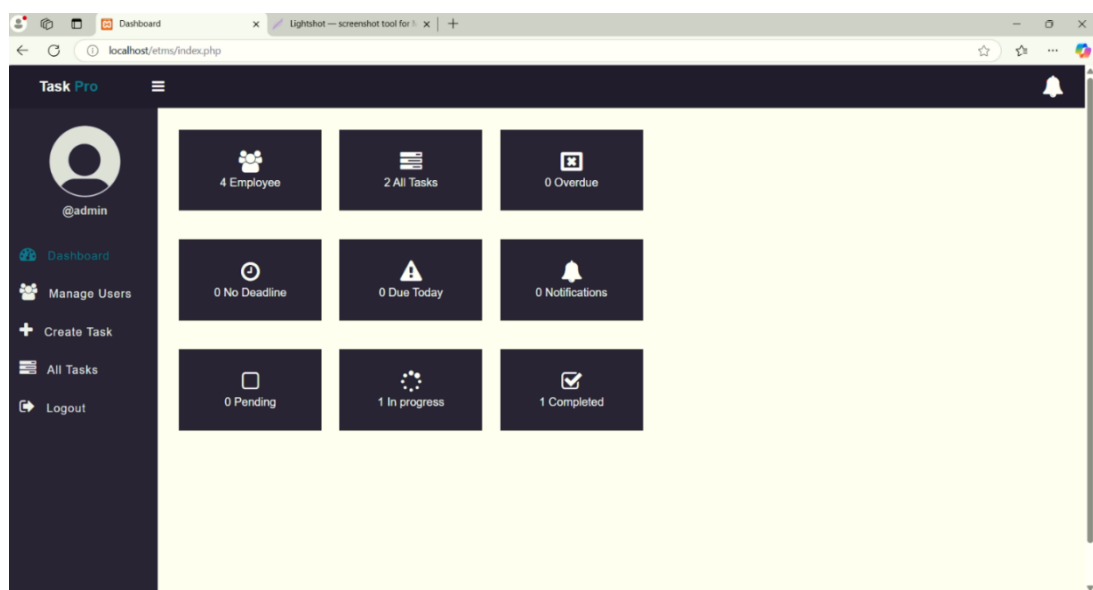 Dashboard
Lightshot — screenshot tool for
localhost/etms/index.php
Task Pro
@admin
Dashboard
Manage Users
Create Task
All Tasks
Logout
4 Employee
2 All Tasks
0 Overdue
0 No Deadline
0 Due Today
0 Notifications
0 Pending
1 In progress
1 Completed